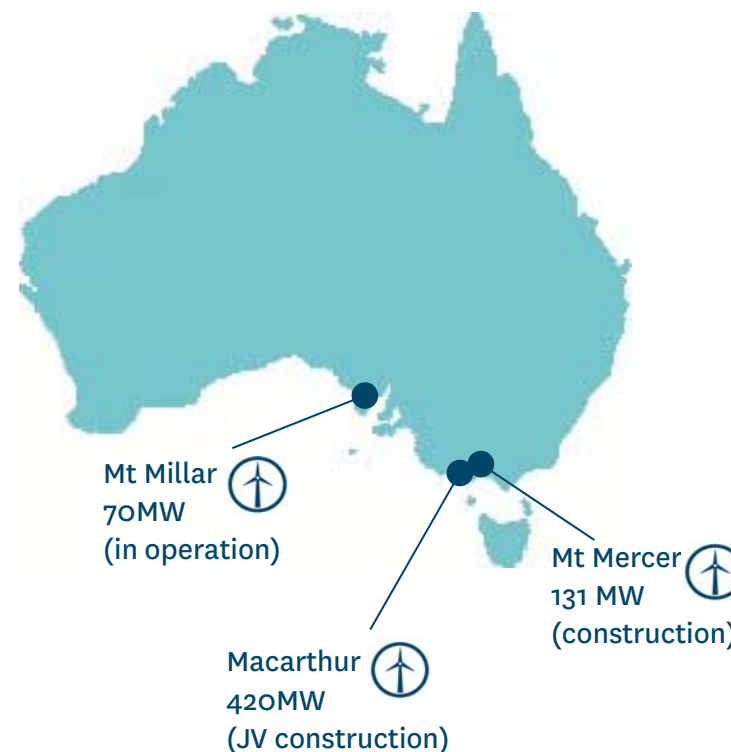 Mt Millar
70MW
(in operation)
Mt Mercer
131 MW
(construction)
Macarthur
420MW
(JV construction)